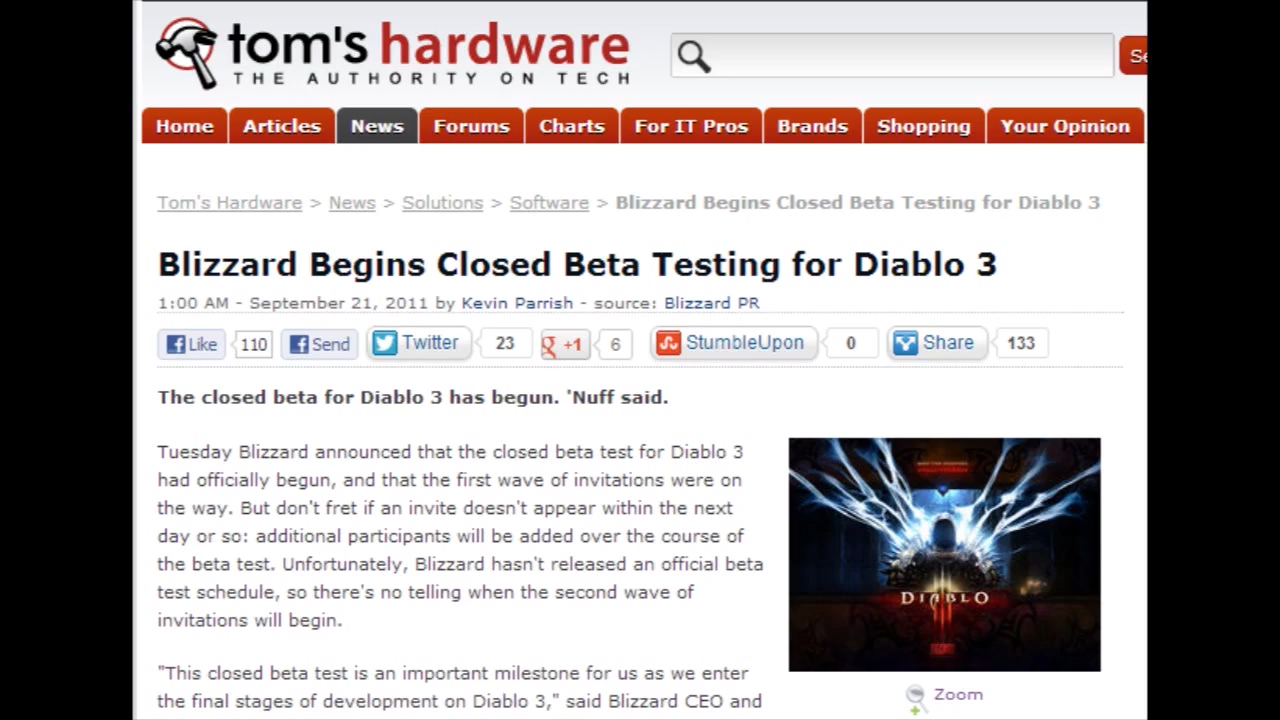 tom's hardware
THE AUTHORITY ON TECH
Se
Home Articles News Forums Charts For IT Pros Brands Shopping Your Opinion
Tom's Hardware > News > Solutions > Software > Blizzard Begins Closed Beta Testing for Diablo 3
Blizzard Begins Closed Beta Testing for Diablo 3
1:00 AM - September 21, 2011 by Kevin Parrish - source: Blizzard PR
Like 110 Send Twitter 23 +1 6 StumbleUpon 0 Share 133
The closed beta for Diablo 3 has begun. 'Nuff said.
Tuesday Blizzard announced that the closed beta test for Diablo 3
had officially begun, and that the first wave of invitations were on
the way. But don't fret if an invite doesn't appear within the next
day or so: additional participants will be added over the course of
the beta test. Unfortunately, Blizzard hasn't released an official beta
test schedule, so there's no telling when the second wave of
invitations will begin.
DIABLO
III
Zoom
"This closed beta test is an important milestone for us as we enter
the final stages of development on Diablo 3," said Blizzard CEO and